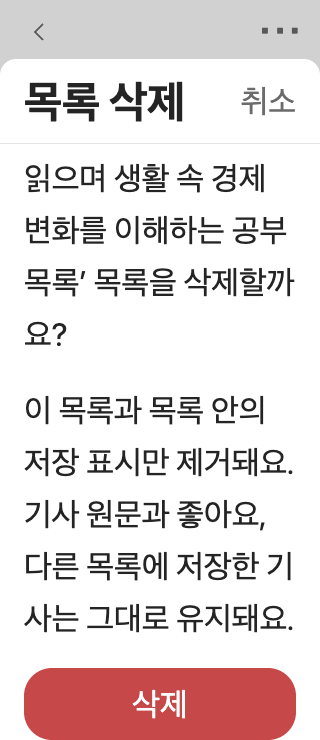 목록 삭제
취소
읽으며 생활 속 경제
변화를 이해하는 공부
목록’ 목록을 삭제할까
요?
이 목록과 목록 안의
저장 표시만 제거돼요.
기사 원문과 좋아요,
다른 목록에 저장한 기
사는 그대로 유지돼요.
삭제